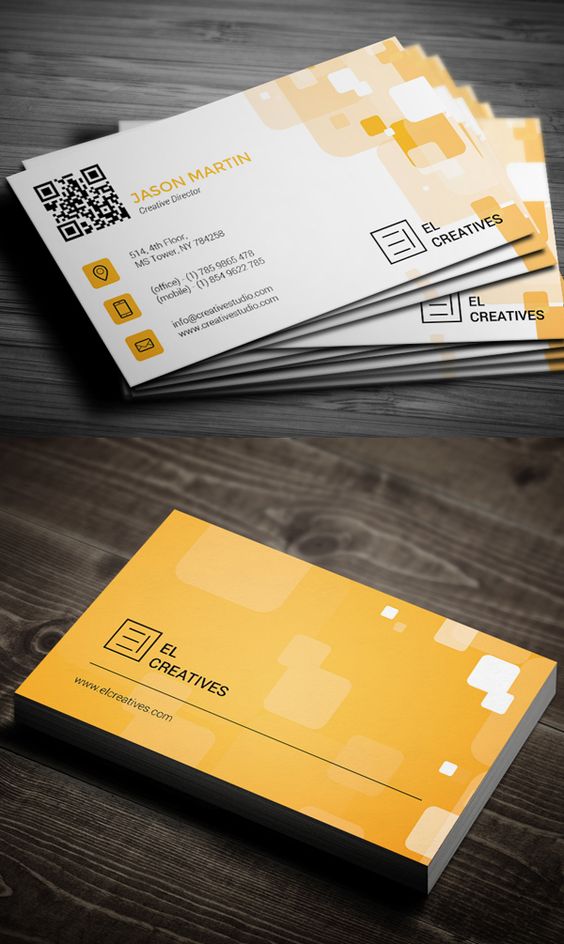 JASON MARTIN
Creative Director
514, 4th Floor,
MS Tower, NY 784258
(office) - (1) 785 9865 478
(mobile) - (1) 854 9622 785
info@creativestudio.com
www.creativestudio.com
EL
CREATIVES
EL
CREATIVES
EL
CREATIVES
www.elcreatives.com